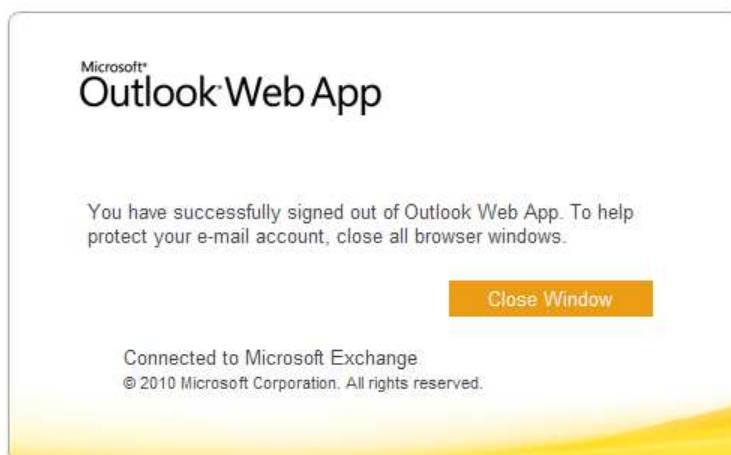 Microsoft®
Outlook® Web App
You have successfully signed out of Outlook Web App. To help
protect your e-mail account, close all browser windows.
Close Window
Connected to Microsoft Exchange
© 2010 Microsoft Corporation. All rights reserved.